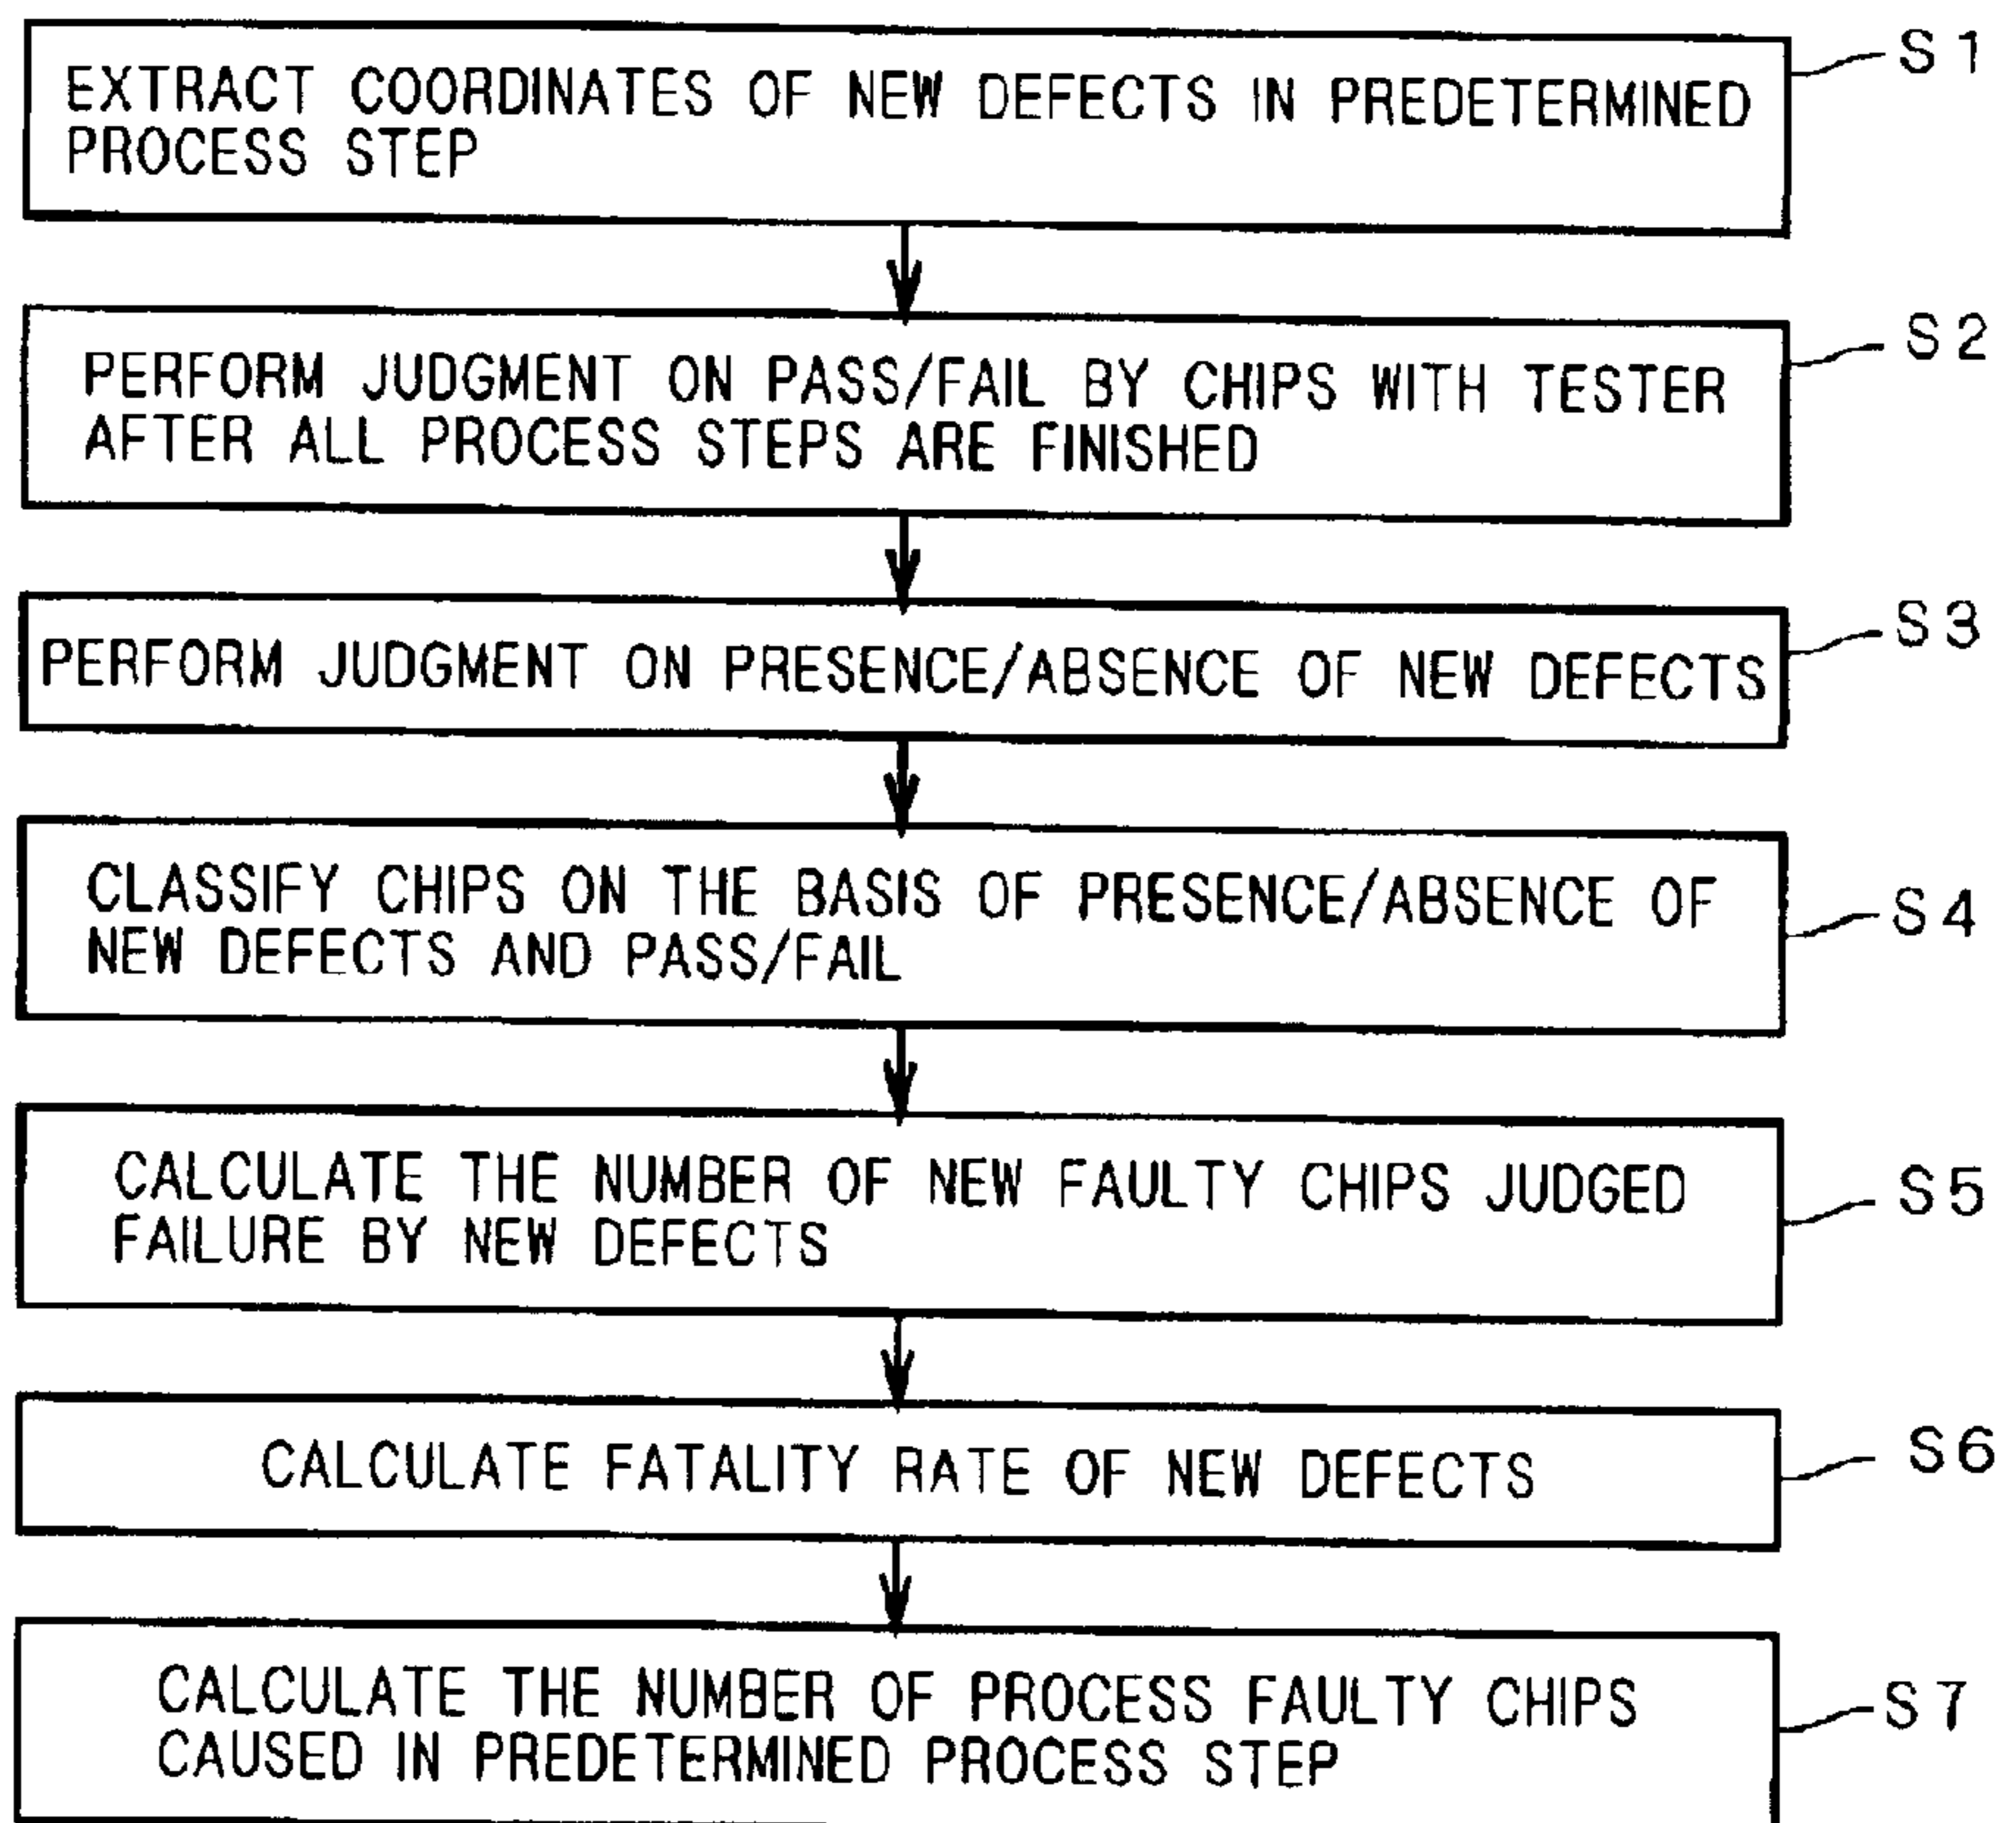 EXTRACT COORDINATES OF NEW DEFECTS IN PREDETERMINED
PROCESS STEP
S1
PERFORM JUDGMENT ON PASS/FAIL BY CHIPS WITH TESTER
AFTER ALL PROCESS STEPS ARE FINISHED
S2
PERFORM JUDGMENT ON PRESENCE/ABSENCE OF NEW DEFECTS
S3
CLASSIFY CHIPS ON THE BASIS OF PRESENCE/ABSENCE OF
NEW DEFECTS AND PASS/FAIL
S4
CALCULATE THE NUMBER OF NEW FAULTY CHIPS JUDGED
FAILURE BY NEW DEFECTS
S5
CALCULATE FATALITY RATE OF NEW DEFECTS
S6
CALCULATE THE NUMBER OF PROCESS FAULTY CHIPS
CAUSED IN PREDETERMINED PROCESS STEP
S7